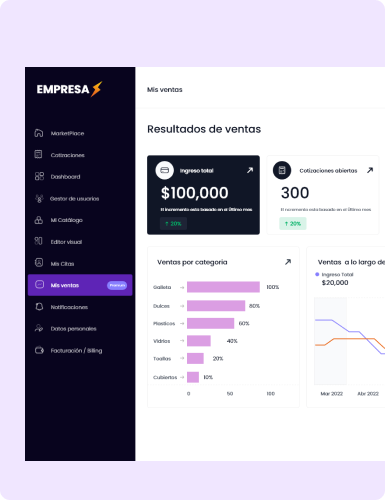 EMPRESA
MarketPlace
Cotizaciones
Dashboard
Gestor de usuarios
Mi Catálogo
Editor visual
Mis Citas
Mis ventas
Premium
Notificaciones
Datos personales
Facturación / Billing
Mis ventas
Resultados de ventas
Ingreso total
$100,000
El incremento esta basado en el Último mes
↑ 20%
Cotizaciones abiertas
300
El incremento esta basado en el Último mes
↑ 20%
Ventas por categoria
Galleta 100%
Dulces 80%
Plasticos 60%
Vidrios 40%
Toallas 20%
Cubiertos 10%
0 50 100
Ventas a lo largo de
Ingreso Total
$20,000
Mar 2022 Abr 2022